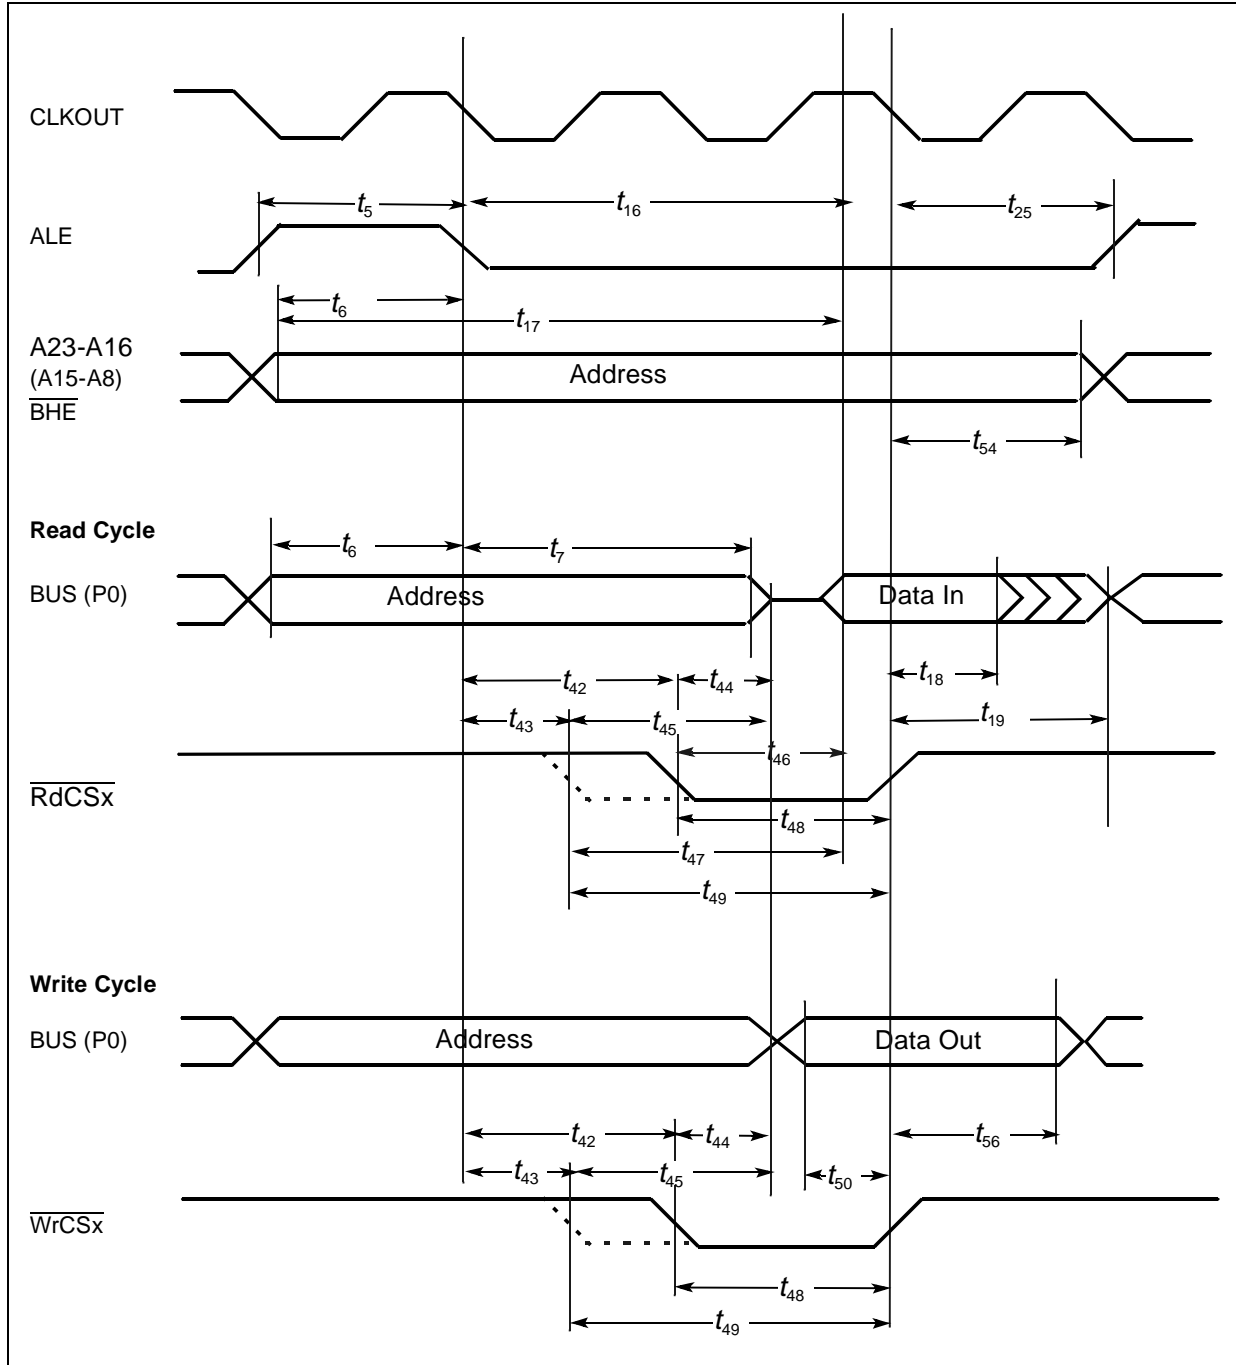 CLKOUT
t5
t16
t25
ALE
t6
t17
A23-A16
(A15-A8)
BHE
Address
t54
Read Cycle
t6
t7
BUS (P0)
Address
Data In
t42
t44
t18
t43
t45
t19
t46
RdCSx
t48
t47
t49
Write Cycle
BUS (P0)
Address
Data Out
t42
t44
t56
t43
t45
t50
WrCSx
t48
t49